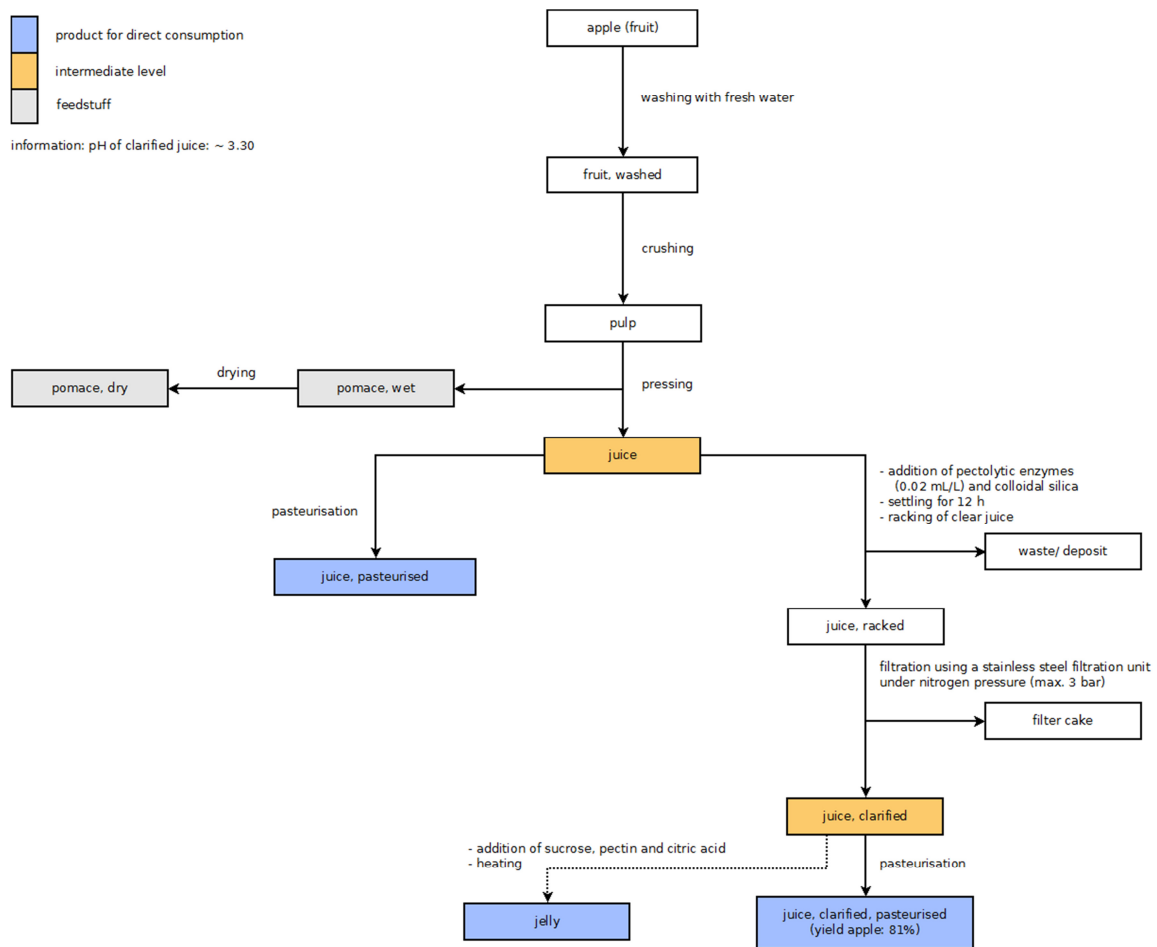 product for direct consumption
intermediate level
feedstuff
information: pH of clarified juice: ~ 3.30
apple (fruit)
washing with fresh water
fruit, washed
crushing
pulp
pressing
pomace, wet
drying
pomace, dry
juice
pasteurisation
juice, pasteurised
- addition of pectolytic enzymes
(0.02 mL/L) and colloidal silica
- settling for 12 h
- racking of clear juice
waste/ deposit
juice, racked
filtration using a stainless steel filtration unit
under nitrogen pressure (max. 3 bar)
filter cake
juice, clarified
- addition of sucrose, pectin and citric acid
- heating
jelly
pasteurisation
juice, clarified, pasteurised
(yield apple: 81%)